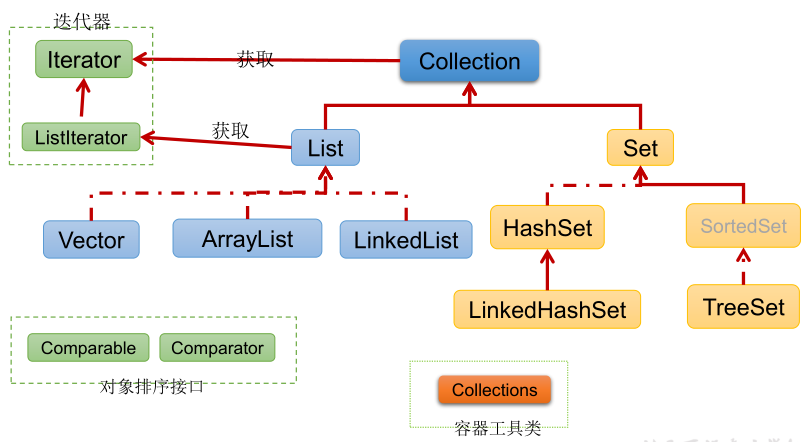 迭代器
Iterator
获取
Collection
ListIterator
获取
List
Set
Vector
ArrayList
LinkedList
HashSet
SortedSet
LinkedHashSet
TreeSet
Comparable
Comparator
对象排序接口
Collections
容器工具类